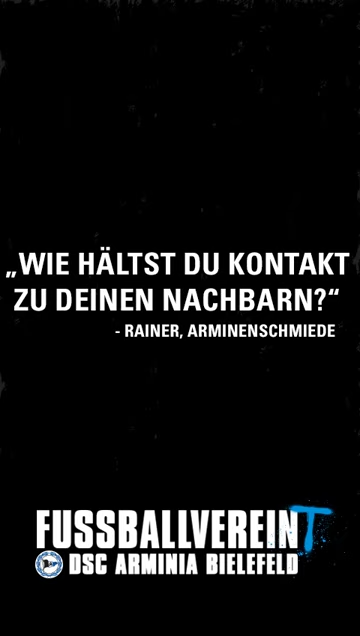 „WIE HÄLTST DU KONTAKT
ZU DEINEN NACHBARN?“
- RAINER, ARMINENSCHMIEDE
FUSSBALLVEREINT
DSC ARMINIA BIELEFELD